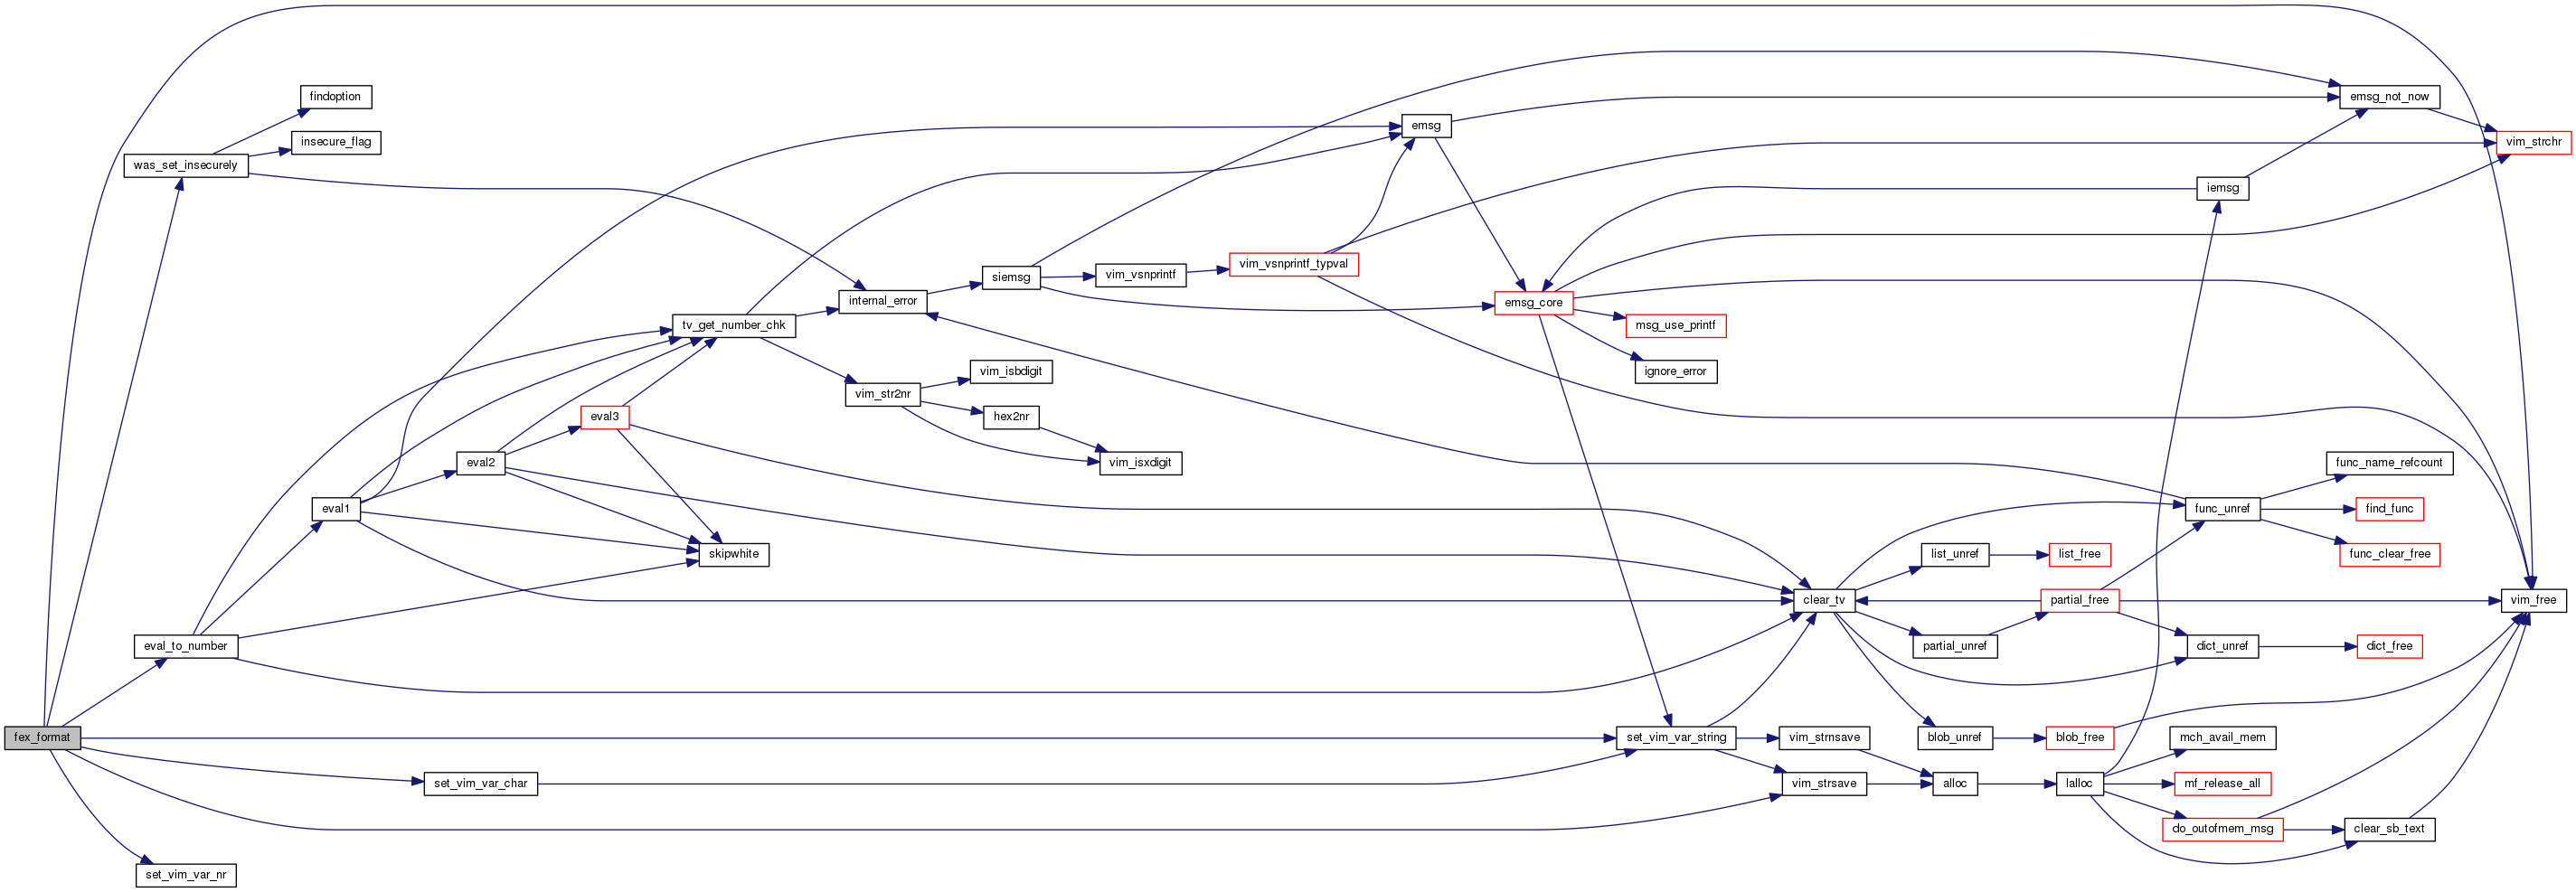 findoption
emsg_not_now
emsg
insecure_flag
vim_strchr
was_set_insecurely
iemsg
vim_vsnprintf_typval
siemsg
vim_vsnprintf
internal_error
emsg_core
tv_get_number_chk
msg_use_printf
vim_isbdigit
ignore_error
vim_str2nr
eval3
hex2nr
eval2
vim_isxdigit
func_name_refcount
eval1
func_unref
find_func
skipwhite
list_unref
list_free
func_clear_free
clear_tv
partial_free
vim_free
eval_to_number
partial_unref
dict_unref
dict_free
fex_format
set_vim_var_string
vim_strnsave
blob_unref
blob_free
mch_avail_mem
set_vim_var_char
vim_strsave
alloc
lalloc
mf_release_all
do_outofmem_msg
clear_sb_text
set_vim_var_nr